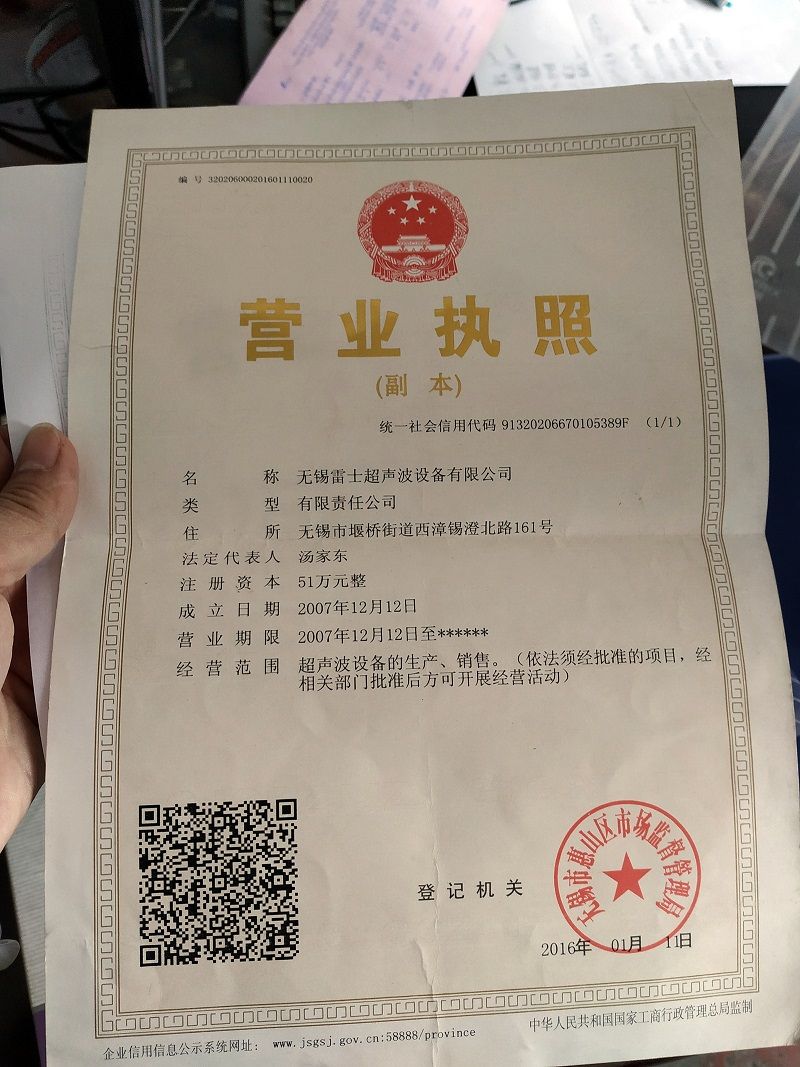 编 号 320206000201601110020
营业执照
(副 本)
统一社会信用代码 91320206670105389F (1/1)
名 称 无锡雷士超声波设备有限公司
类 型 有限责任公司
住 所 无锡市堰桥街道西漳锡澄北路161号
法定代表人 汤家东
注册资本 51万元整
成立日期 2007年12月12日
营业期限 2007年12月12日至******
经营范围 超声波设备的生产、销售。（依法须经批准的项目，经
相关部门批准后方可开展经营活动）
无锡市惠山区市场监督管理局
登记机关
2016年 01月 11日
企业信用信息公示系统网址： www.jsgsj.gov.cn:58888/province
中华人民共和国国家工商行政管理总局监制